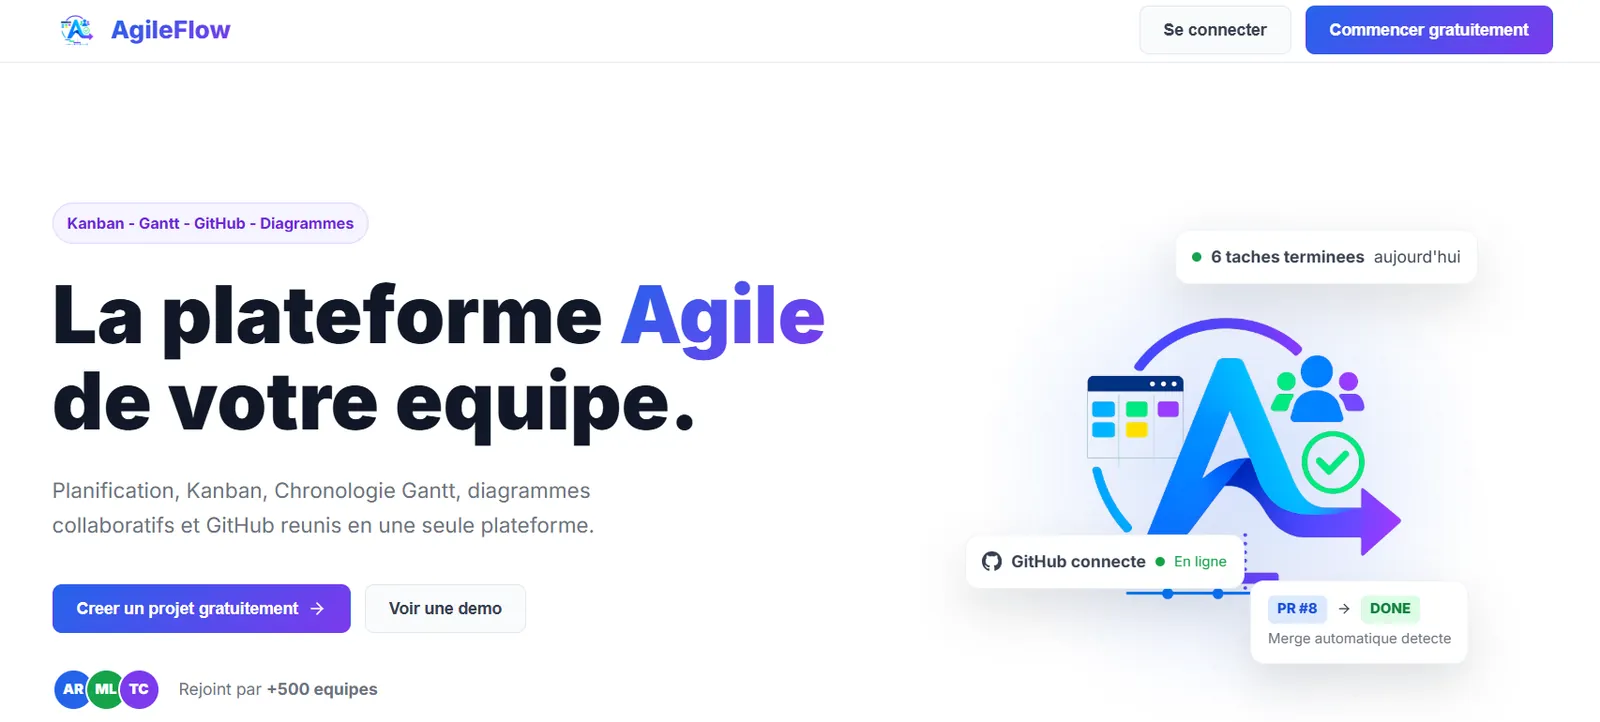 AgileFlow
Se connecter
Commencer gratuitement
Kanban - Gantt - GitHub - Diagrammes
La plateforme Agile
de votre equipe.
Planification, Kanban, Chronologie Gantt, diagrammes
collaboratifs et GitHub reunis en une seule plateforme.
Creer un projet gratuitement →
Voir une demo
AR ML TC
Rejoint par +500 equipes
6 taches terminees aujourd'hui
GitHub connecte En ligne
PR #8 → DONE
Merge automatique detecte